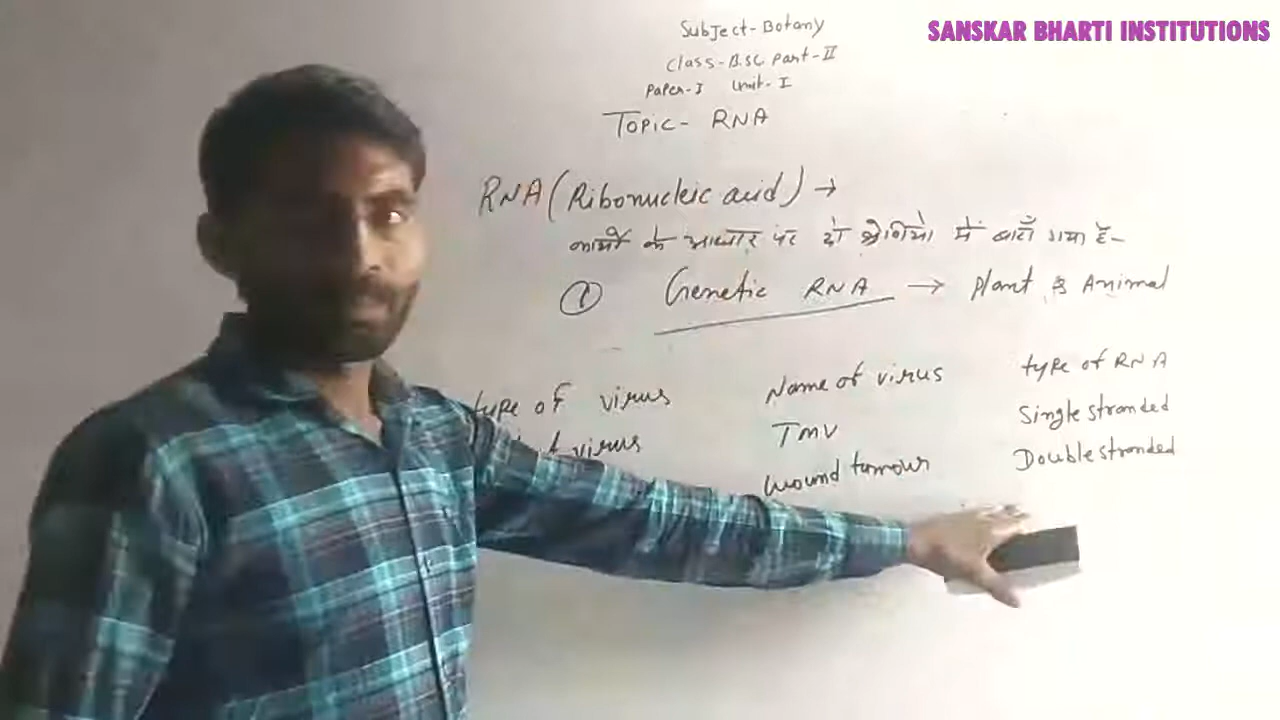 SANSKAR BHARTI INSTITUTIONS
Subject-Botany
Class-B.SC. Part-II
Paper-I Unit-I
Topic- RNA
RNA (Ribonucleic acid) →
कार्यो के आधार पर दो श्रेणियो में बाटाँ गया है-
① Genetic RNA → Plant & Animal
type of virus Name of virus type of RNA
virus TMV Single stranded
Wound tumour Double stranded